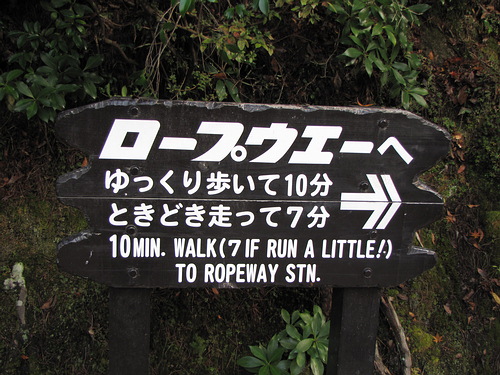 ロープウエーへ
ゆっくり歩いて10分
ときどき走って7分
10MIN. WALK(7 IF RUN A LITTLE!)
TO ROPEWAY STN.